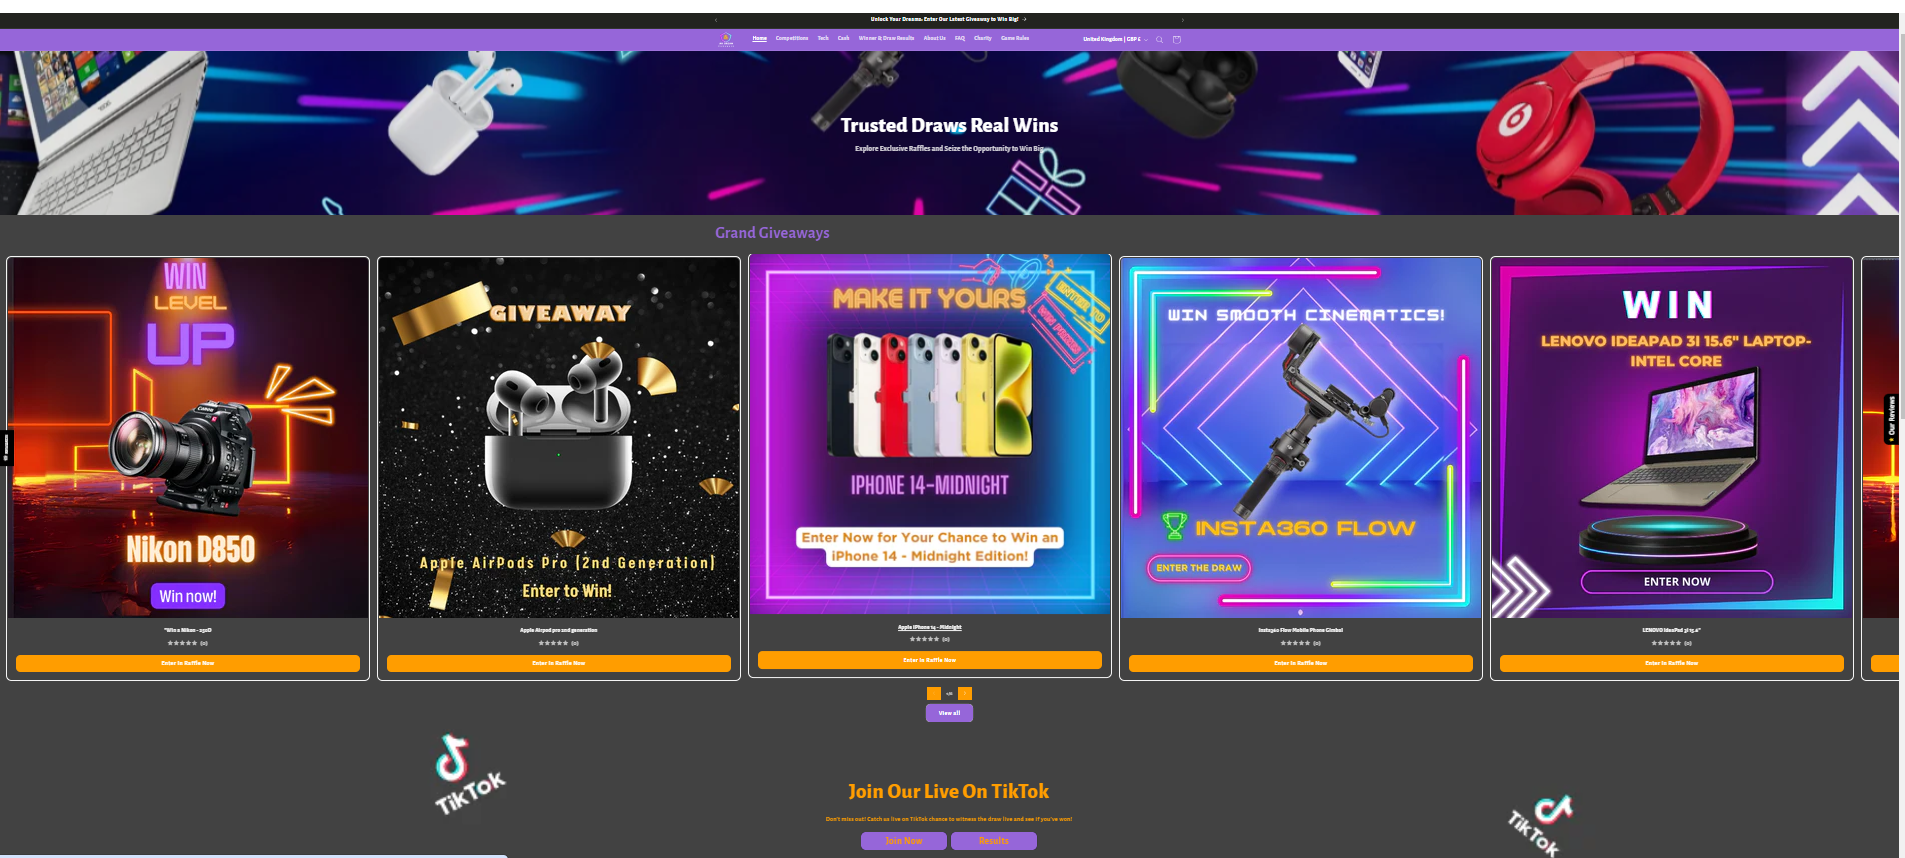 Unlock Your Dreams: Enter Our Latest Giveaway to Win Big! →
Home Competitions Tech Cash Winner & Draw Results About Us FAQ Charity Game Rules
United Kingdom | GBP £
Trusted Draws Real Wins
Explore Exclusive Raffles and Seize the Opportunity to Win Big
Grand Giveaways
WIN
LEVEL
UP
Canon
Nikon D850
Win now!
GIVEAWAY
Apple AirPods Pro (2nd Generation)
Enter to Win!
MAKE IT YOURS
ENTER TO
WIN PRIZES
IPHONE 14-MIDNIGHT
Enter Now for Your Chance to Win an
iPhone 14 - Midnight Edition!
WIN SMOOTH CINEMATICS!
INSTA360 FLOW
ENTER THE DRAW
WIN
LENOVO IDEAPAD 3I 15.6" LAPTOP-
INTEL CORE
ENTER NOW
★ Our Reviews
"Win a Nikon - 250D
(0)
Enter In Raffle Now
Apple Airpod pro 2nd generation
(0)
Enter In Raffle Now
Apple iPhone 14 - Midnight
(0)
Enter In Raffle Now
Insta360 Flow Mobile Phone Gimbal
(0)
Enter In Raffle Now
LENOVO IdeaPad 3i 15.6"
(0)
Enter In Raffle Now
View all
TikTok
Join Our Live On TikTok
Don't miss out! Catch us live on TikTok chance to witness the draw live and see if you've won!
Join Now
Results
TikTok